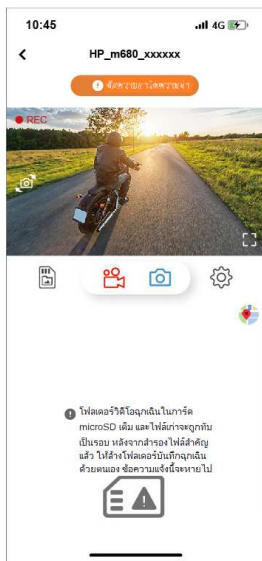 10:45
4G
HP_m680_xxxxxx
REC
โฟลเดอร์วิดีโอฉุกเฉินในการ์ด
microSD เต็ม และไฟล์เก่าจะถูกทับ
เป็นรอบ หลังจากสำรองไฟล์สำคัญ
แล้ว ให้ล้างโฟลเดอร์บันทึกฉุกเฉิน
ด้วยตนเอง ข้อความแจ้งนี้จะหายไป